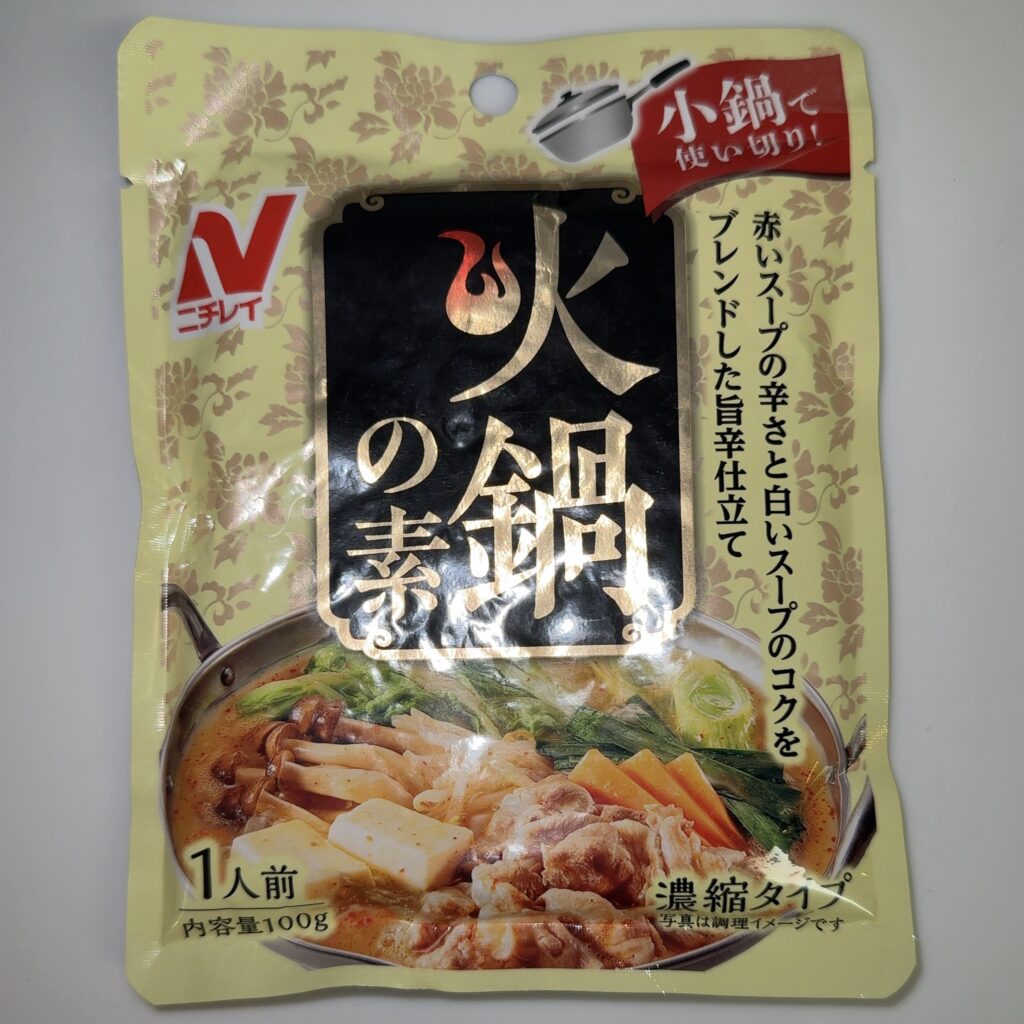 小鍋で
使い切り!
ニチレイ
火鍋
の素
赤いスープの辛さと白いスープのコクを
ブレンドした旨辛仕立て
1人前
内容量100g
濃縮タイプ
写真は調理イメージです